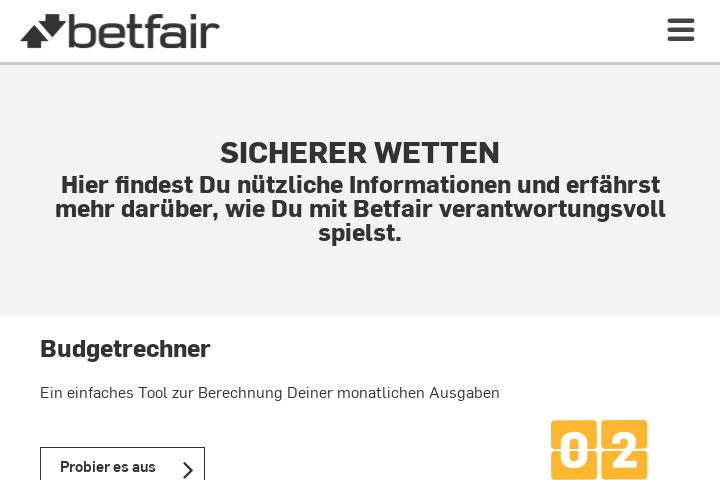 betfair
SICHERER WETTEN
Hier findest Du nützliche Informationen und erfährst
mehr darüber, wie Du mit Betfair verantwortungsvoll
spielst.
Budgetrechner
Ein einfaches Tool zur Berechnung Deiner monatlichen Ausgaben
02
Probier es aus